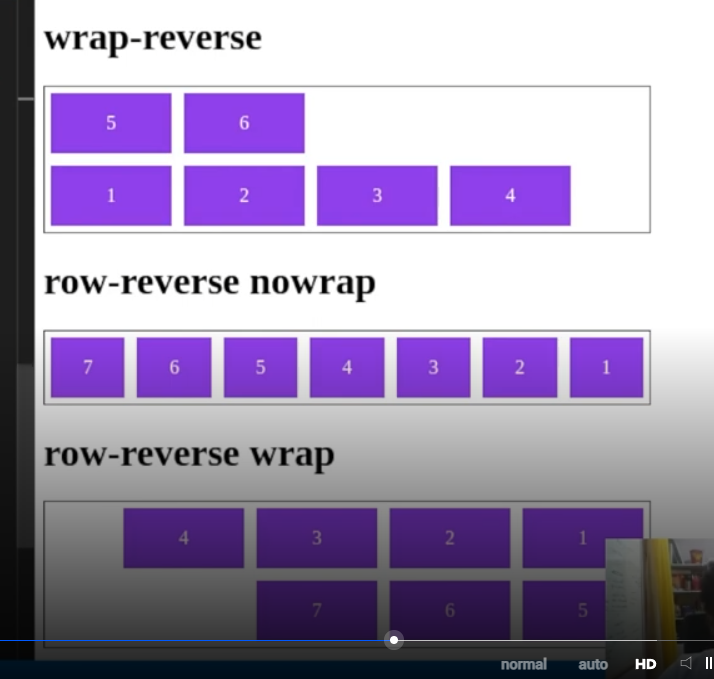 wrap-reverse
5 6
1 2 3 4
row-reverse nowrap
7 6 5 4 3 2 1
row-reverse wrap
4 3 2 1
7 6 5
normal auto HD